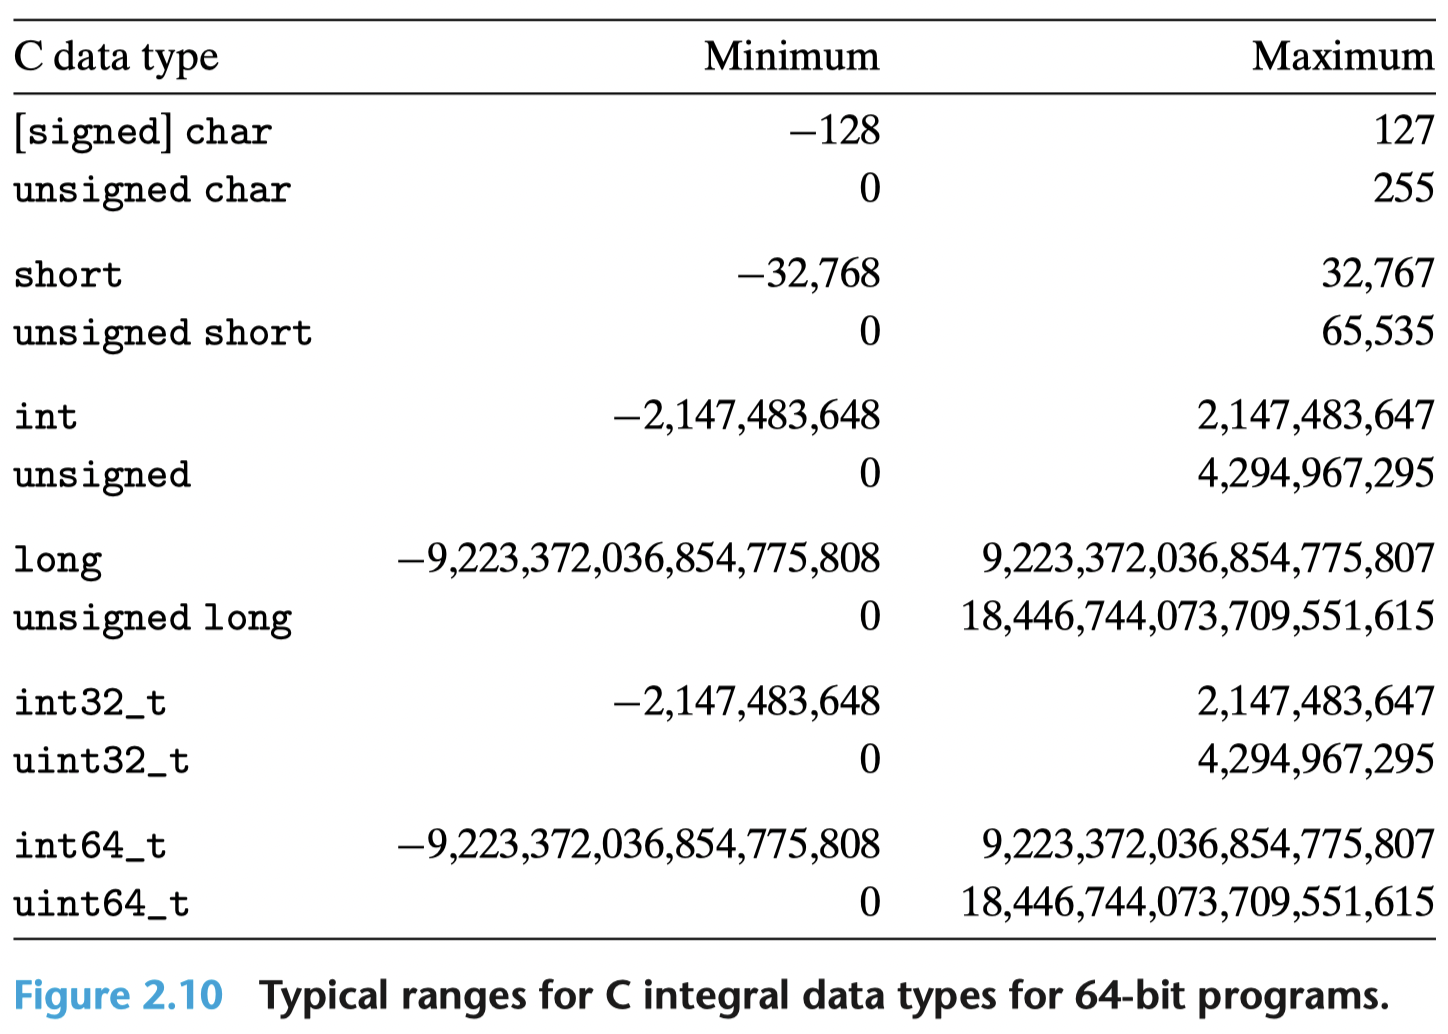 C data type Minimum Maximum
[signed] char −128 127
unsigned char 0 255
short −32,768 32,767
unsigned short 0 65,535
int −2,147,483,648 2,147,483,647
unsigned 0 4,294,967,295
long −9,223,372,036,854,775,808 9,223,372,036,854,775,807
unsigned long 0 18,446,744,073,709,551,615
int32_t −2,147,483,648 2,147,483,647
uint32_t 0 4,294,967,295
int64_t −9,223,372,036,854,775,808 9,223,372,036,854,775,807
uint64_t 0 18,446,744,073,709,551,615
Figure 2.10 Typical ranges for C integral data types for 64-bit programs.